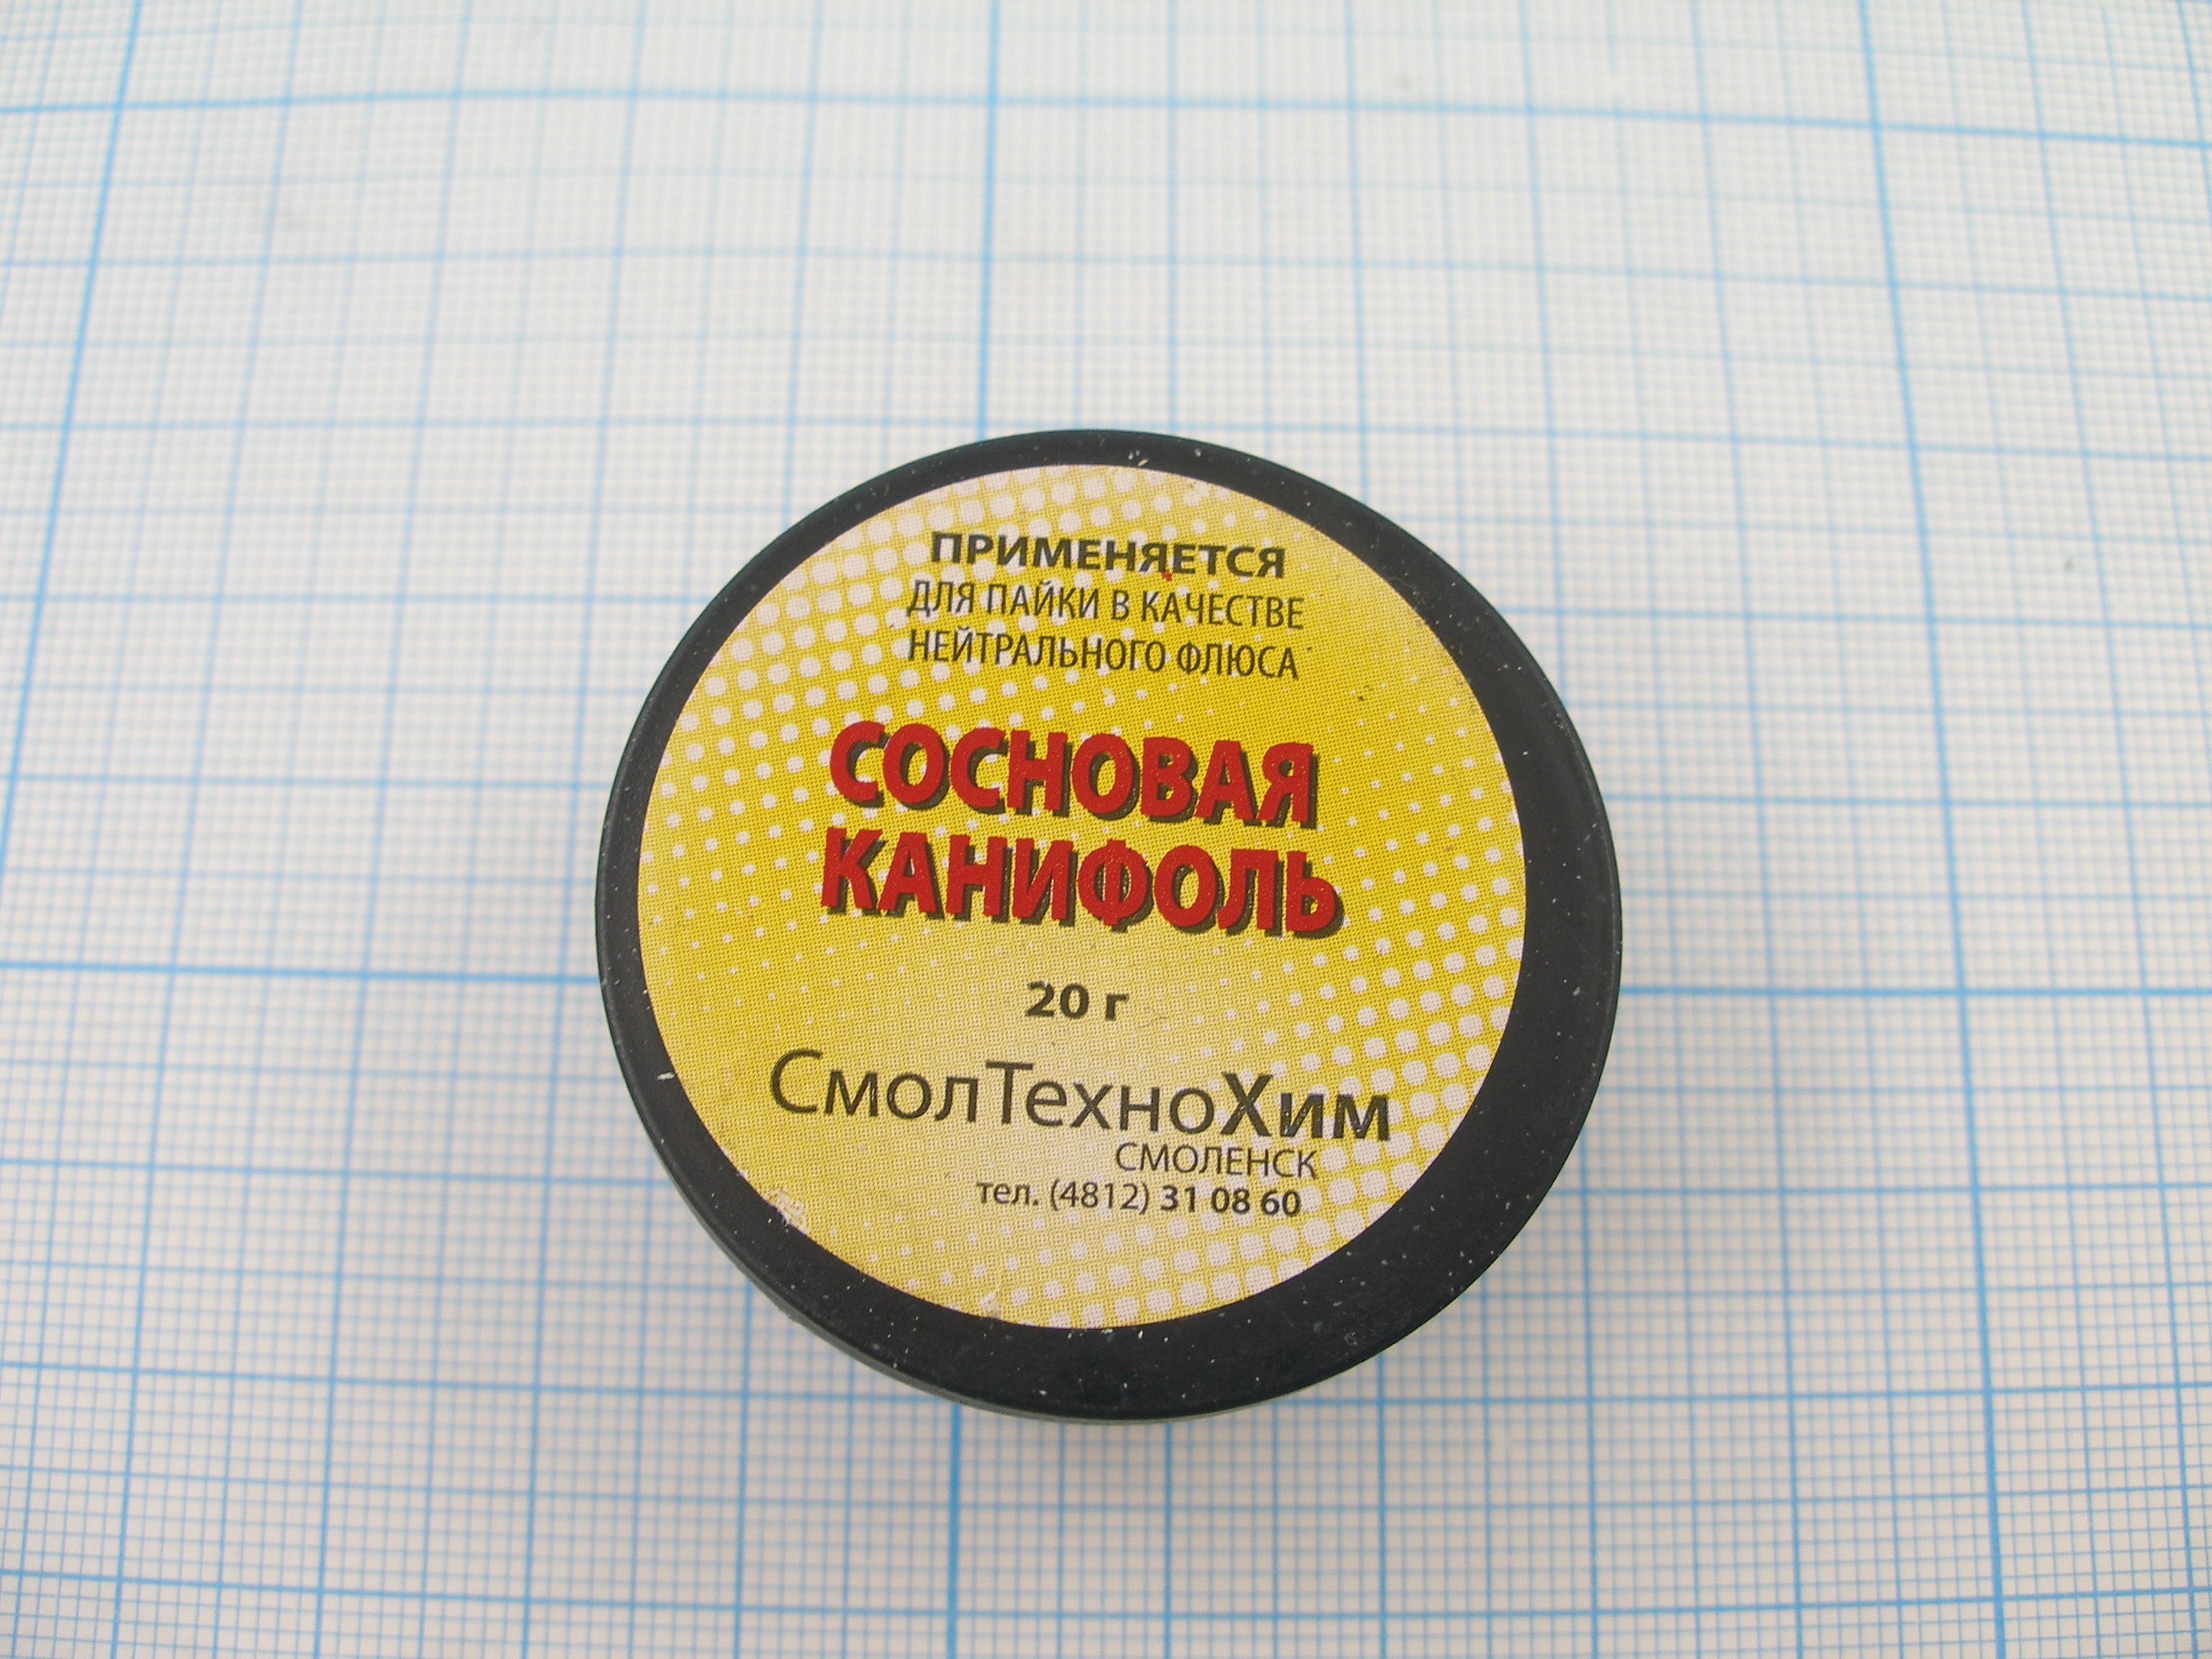 ПРИМЕНЯЕТСЯ
ДЛЯ ПАЙКИ В КАЧЕСТВЕ
НЕЙТРАЛЬНОГО ФЛЮСА
СОСНОВАЯ
КАНИФОЛЬ
20 г
СмолТехноХим
СМОЛЕНСК
тел. (4812) 31 08 60